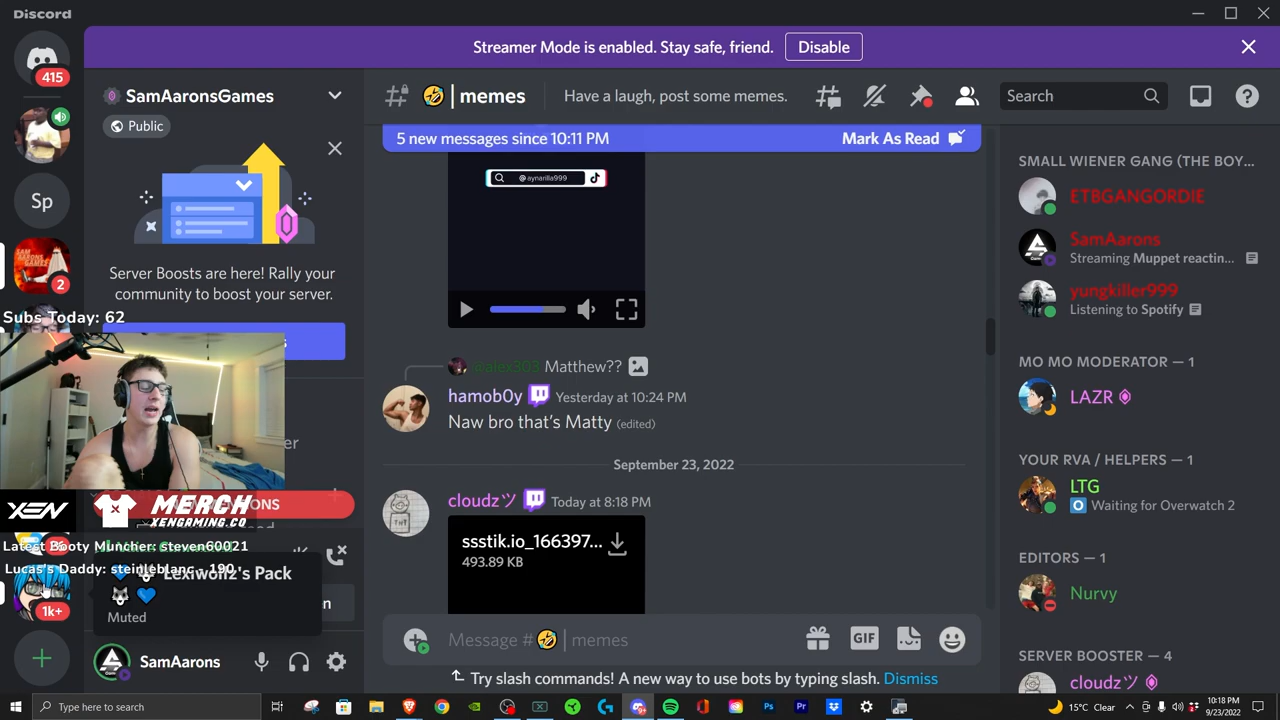 Discord
Streamer Mode is enabled. Stay safe, friend.
Disable
415
Sp
2
1k+
SamAaronsGames
Public
Server Boosts are here! Rally your
community to boost your server.
Subs Today: 62
MERCH
XENGAMING.CO
XEN
Latest Booty Muncher: Steven60021
Lucas's Daddy: steinleblanc - 190
Lexiwolfz's Pack
Muted
SamAarons
memes
Have a laugh, post some memes.
Search
5 new messages since 10:11 PM
Mark As Read
@aynarilla999
@alex303 Matthew??
hamob0y Yesterday at 10:24 PM
Naw bro that's Matty (edited)
September 23, 2022
cloudzツ Today at 8:18 PM
ssstik.io_166397...
493.89 KB
Message # | memes
GIF
Try slash commands! A new way to use bots by typing slash. Dismiss
SMALL WIENER GANG (THE BOY...
ETBGANGORDIE
SamAarons
Streaming Muppet reactin...
yungkiller999
Listening to Spotify
MO MO MODERATOR — 1
LAZR
YOUR RVA / HELPERS — 1
LTG
Waiting for Overwatch 2
EDITORS — 1
Nurvy
SERVER BOOSTER — 4
cloudzツ
Type here to search
15°C Clear
10:18 PM
9/23/2022